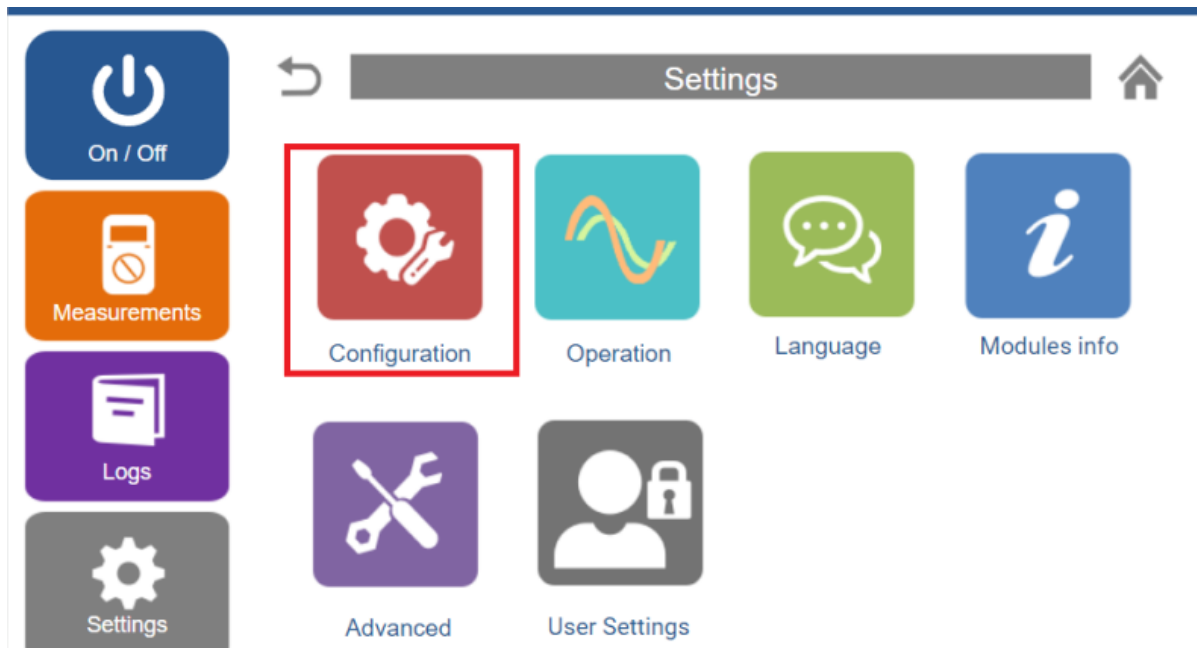 On / Off
Measurements
Logs
Settings
Settings
Configuration
Operation
Language
Modules info
Advanced
User Settings